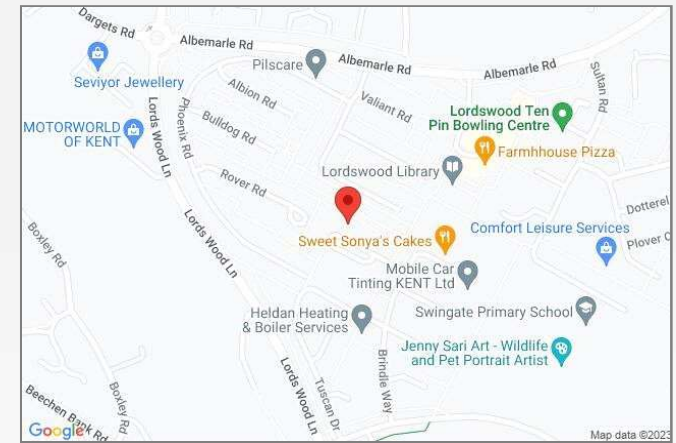 Dargets Rd
Albemarle Rd
Albemarle Rd
Albemarle Rd
Pilscare
Seviyor Jewellery
Albion Rd
Valiant Rd
Sultan Rd
Lords Wood Ln
Phoenix Rd
Bulldog Rd
Lordswood Ten
Pin Bowling Centre
MOTORWORLD
OF KENT
Farmhhouse Pizza
Lordswood Library
Rover Rd
Dotterel
Lords Wood Ln
Sweet Sonya's Cakes
Comfort Leisure Services
Plover C
Boxley Rd
Mobile Car
Tinting KENT Ltd
Heldan Heating
& Boiler Services
Swingate Primary School
Jenny Sari Art - Wildlife
and Pet Portrait Artist
Brindle Way
Tuscan Dr
Lords Wood Ln
Boxley Rd
Beechen Bank Rd
Google
Map data ©2023